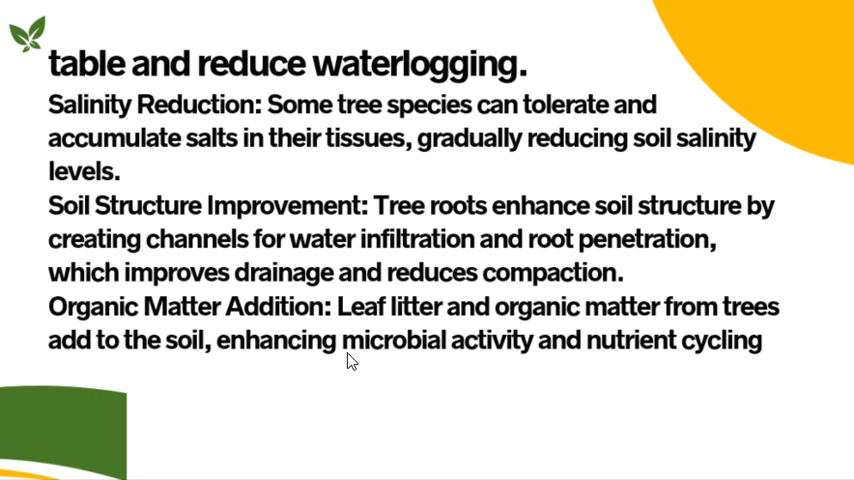 table and reduce waterlogging.
Salinity Reduction: Some tree species can tolerate and
accumulate salts in their tissues, gradually reducing soil salinity
levels.
Soil Structure Improvement: Tree roots enhance soil structure by
creating channels for water infiltration and root penetration,
which improves drainage and reduces compaction.
Organic Matter Addition: Leaf litter and organic matter from trees
add to the soil, enhancing microbial activity and nutrient cycling